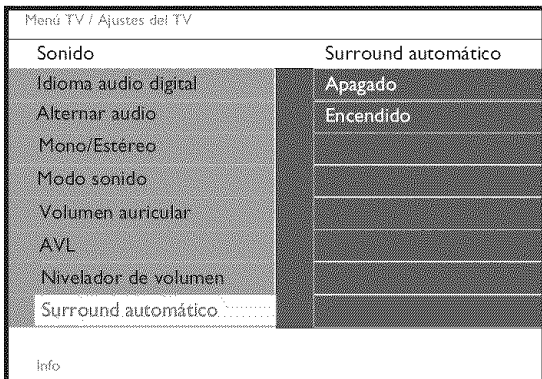 Menú TV / Ajustes del TV
Sonido
Surround automático
Idioma audio digital
Apagado
Alternar audio
Encendido
Mono/Estéreo
Modo sonido
Volumen auricular
AVL
Nivelador de volumen
Surround automático
Info